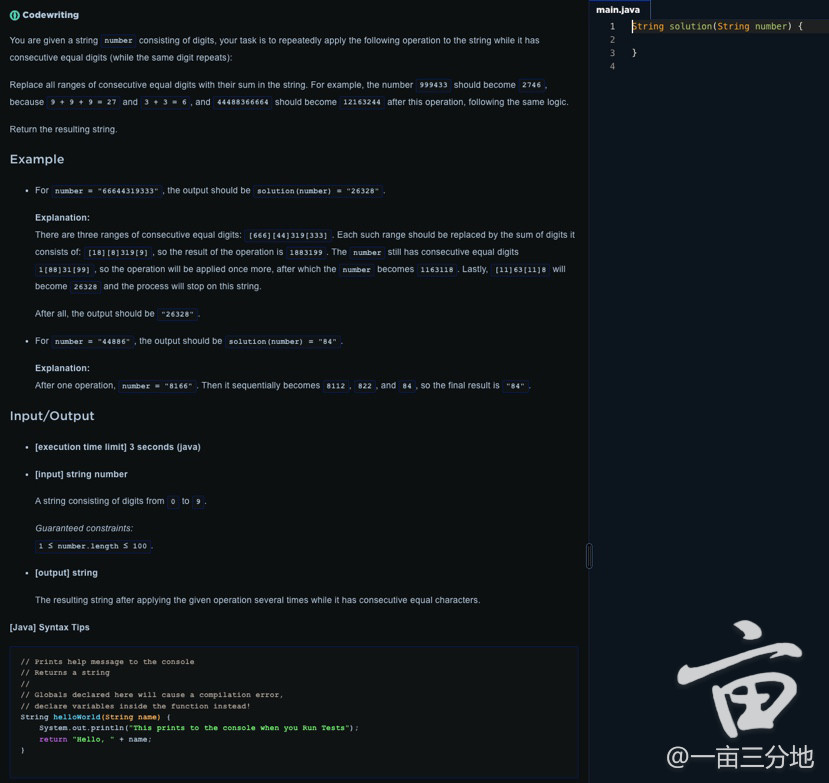 Codewriting
You are given a string number consisting of digits, your task is to repeatedly apply the following operation to the string while it has
consecutive equal digits (while the same digit repeats):
Replace all ranges of consecutive equal digits with their sum in the string. For example, the number 999433 should become 2746,
because 9 + 9 + 9 = 27 and 3 + 3 = 6, and 44488366664 should become 12163244 after this operation, following the same logic.
Return the resulting string.
Example
• For number = "66644319333", the output should be solution(number) = "26328".
Explanation:
There are three ranges of consecutive equal digits: [666][44]319[333]. Each such range should be replaced by the sum of digits it
consists of: [18][8]319[9], so the result of the operation is 1883199. The number still has consecutive equal digits
1[88]31[99], so the operation will be applied once more, after which the number becomes 1163118. Lastly, [11]63[11]8 will
become 26328 and the process will stop on this string.
After all, the output should be "26328".
• For number = "44886", the output should be solution(number) = "84".
Explanation:
After one operation, number = "8166". Then it sequentially becomes 8112, 822, and 84, so the final result is "84".
Input/Output
• [execution time limit] 3 seconds (java)
• [input] string number
A string consisting of digits from 0 to 9.
Guaranteed constraints:
1 ≤ number.length ≤ 100.
• [output] string
The resulting string after applying the given operation several times while it has consecutive equal characters.
[Java] Syntax Tips
// Prints help message to the console
// Returns a string
//
// Globals declared here will cause a compilation error,
// declare variables inside the function instead!
String helloWorld(String name) {
System.out.println("This prints to the console when you Run Tests");
return "Hello, " + name;
}
main.java
1 String solution(String number) {
2
3 }
4
亩
@一亩三分地